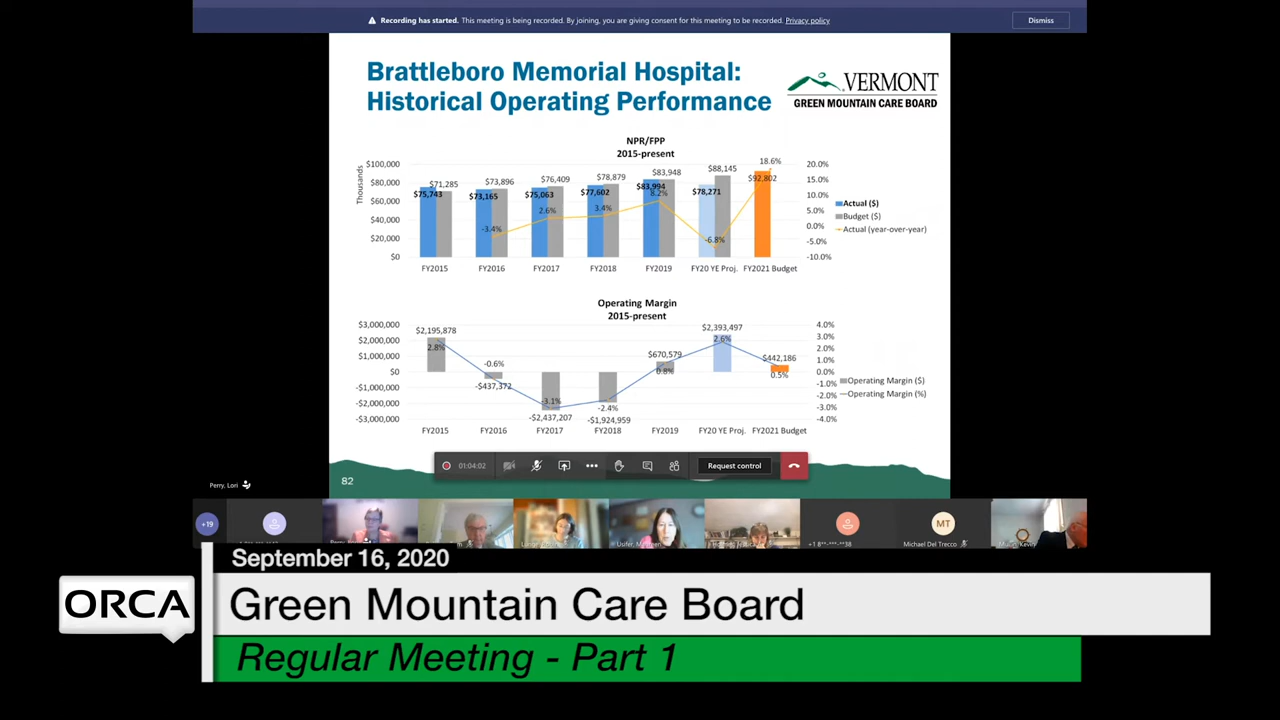 Recording has started. This meeting is being recorded. By joining, you are giving consent for this meeting to be recorded. Privacy policy
Dismiss
Brattleboro Memorial Hospital:
Historical Operating Performance
VERMONT
GREEN MOUNTAIN CARE BOARD
NPR/FPP
2015-present
Thousands
$100,000
$80,000
$60,000
$40,000
$20,000
$0
$75,743
$71,285
$73,165
$73,896
$75,063
$76,409
$77,602
$78,879
$83,994
$83,948
$78,271
$88,145
$92,802
-3.4%
2.6%
3.4%
8.2%
-6.8%
18.6%
20.0%
15.0%
10.0%
5.0%
0.0%
-5.0%
-10.0%
FY2015 FY2016 FY2017 FY2018 FY2019 FY20 YE Proj. FY2021 Budget
Actual ($)
Budget ($)
Actual (year-over-year)
Operating Margin
2015-present
$3,000,000
$2,000,000
$1,000,000
$0
-$1,000,000
-$2,000,000
-$3,000,000
$2,195,878
2.8%
-0.6%
-$437,372
-3.1%
-$2,437,207
-2.4%
-$1,924,959
$670,579
0.8%
$2,393,497
2.6%
$442,186
0.5%
4.0%
3.0%
2.0%
1.0%
0.0%
-1.0%
-2.0%
-3.0%
-4.0%
Operating Margin ($)
Operating Margin (%)
FY2015 FY2016 FY2017 FY2018 FY2019 FY20 YE Proj. FY2021 Budget
01:04:02
Request control
82
Perry, Lori
+19
MT
Michael Del Trecco
September 16, 2020
ORCA
Green Mountain Care Board
Regular Meeting - Part 1